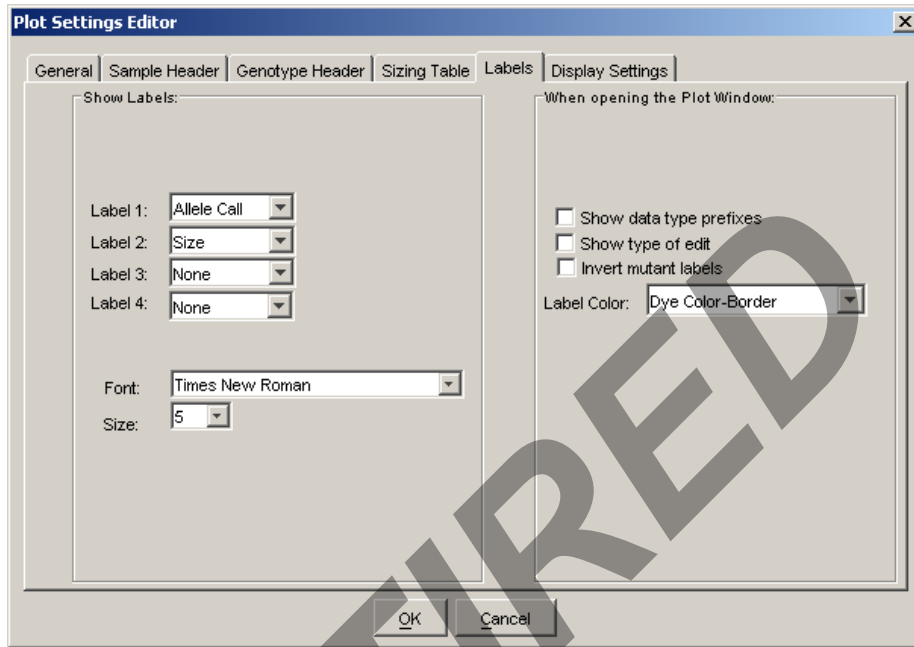 Plot Settings Editor
General Sample Header Genotype Header Sizing Table Labels Display Settings
Show Labels:
Label 1: Allele Call
Label 2: Size
Label 3: None
Label 4: None
Font: Times New Roman
Size: 5
When opening the Plot Window:
Show data type prefixes
Show type of edit
Invert mutant labels
Label Color: Dye Color-Border
OK Cancel
TIRED